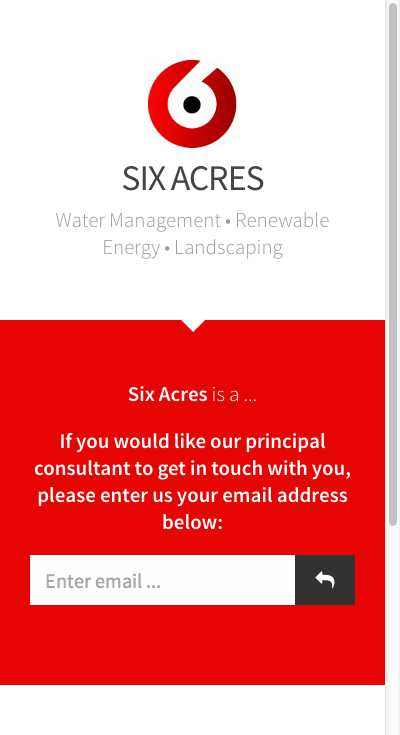 SIX ACRES
Water Management • Renewable
Energy • Landscaping
Six Acres is a ...
If you would like our principal
consultant to get in touch with you,
please enter us your email address
below:
Enter email ...